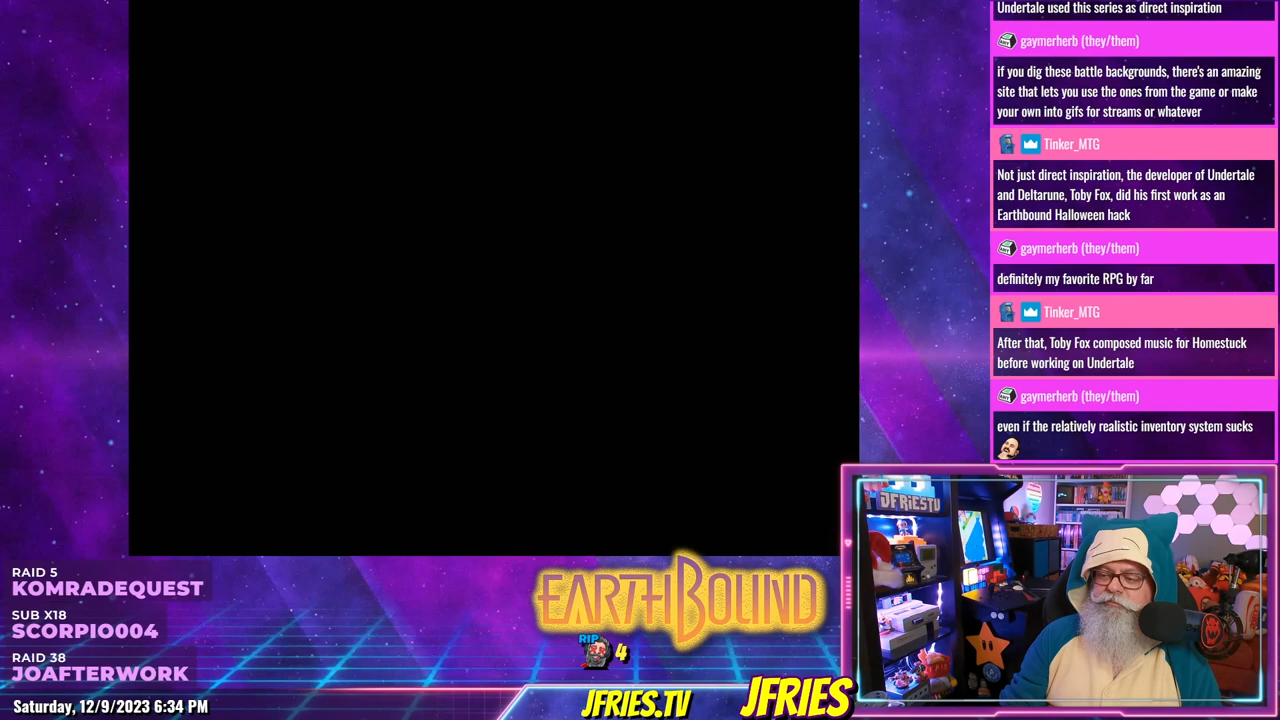 Undertale used this series as direct inspiration
gaymerherb (they/them)
if you dig these battle backgrounds, there's an amazing
site that lets you use the ones from the game or make
your own into gifs for streams or whatever
Tinker_MTG
Not just direct inspiration, the developer of Undertale
and Deltarune, Toby Fox, did his first work as an
Earthbound Halloween hack
gaymerherb (they/them)
definitely my favorite RPG by far
Tinker_MTG
After that, Toby Fox composed music for Homestuck
before working on Undertale
gaymerherb (they/them)
even if the relatively realistic inventory system sucks
JFRIESTV
RAID 5
KOMRADEQUEST
SUB X18
SCORPIO004
RAID 38
JOAFTERWORK
Saturday, 12/9/2023 6:34 PM
EARTHBOUND
RIP
4
JFRIES.TV
JFRIES